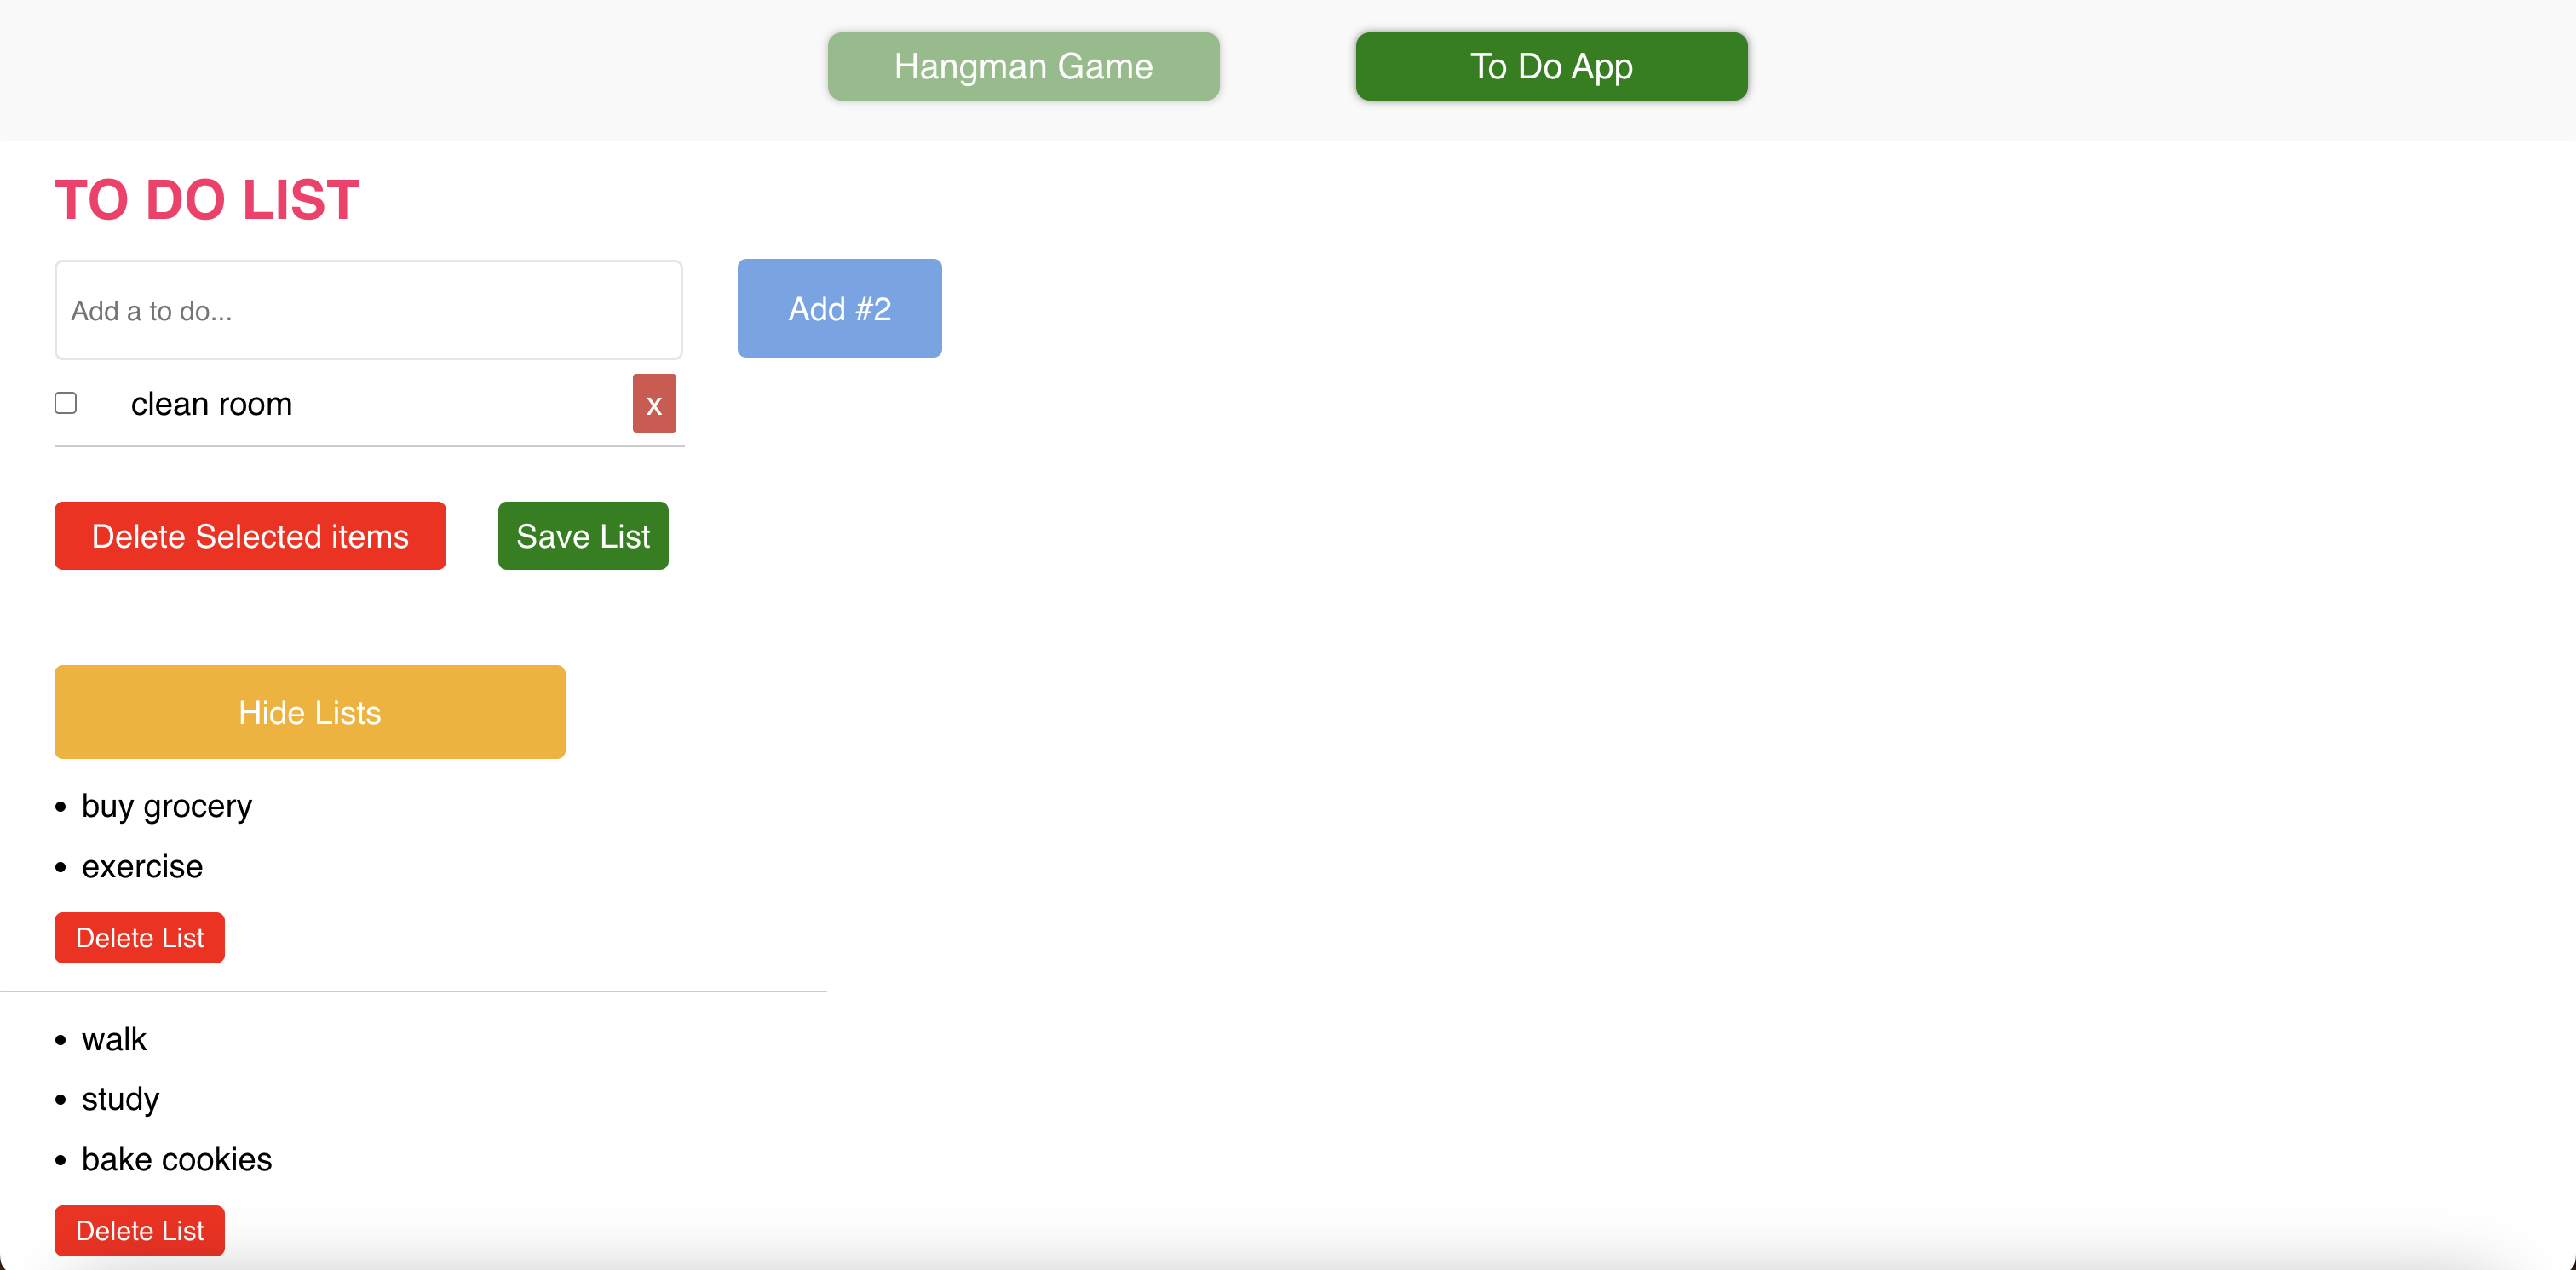 Hangman Game To Do App
TO DO LIST
Add a to do... Add #2
clean room x
Delete Selected items Save List
Hide Lists
• buy grocery
• exercise
Delete List
• walk
• study
• bake cookies
Delete List